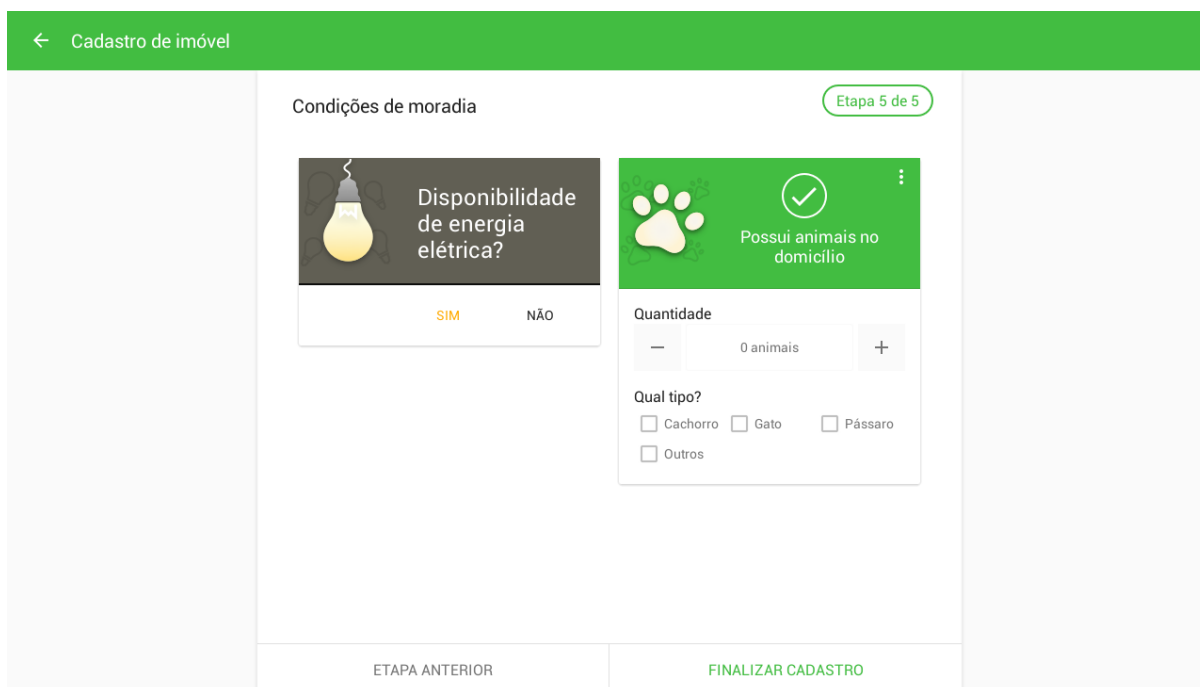 Cadastro de imóvel
Condições de moradia
Etapa 5 de 5
Disponibilidade
de energia
elétrica?
SIM NÃO
Possui animais no
domicílio
Quantidade
0 animais
Qual tipo?
Cachorro Gato Pássaro
Outros
ETAPA ANTERIOR FINALIZAR CADASTRO